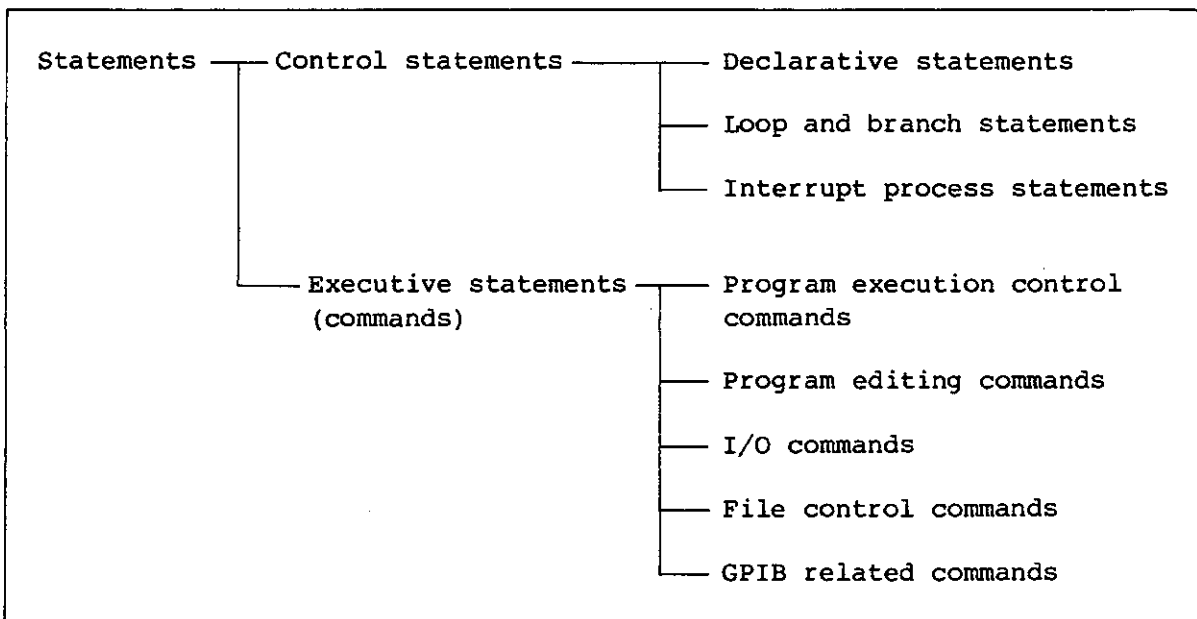 Statements Control statements Declarative statements
Loop and branch statements
Interrupt process statements
Executive statements Program execution control
(commands) commands
Program editing commands
I/O commands
File control commands
GPIB related commands